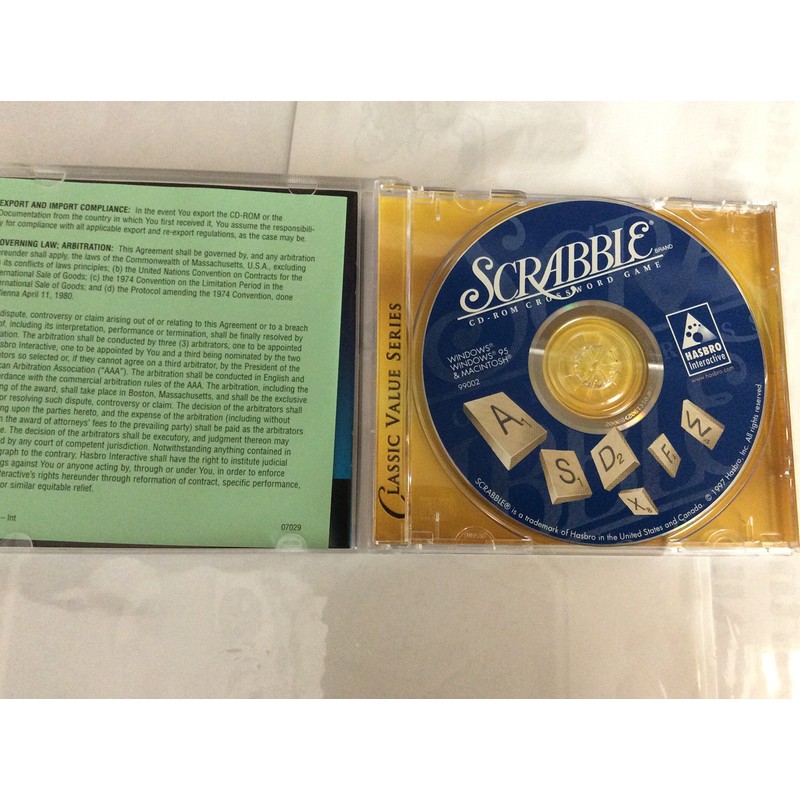 EXPORT AND IMPORT COMPLIANCE: In the event You export the CD-ROM or the
Documentation from the country in which You first received it, You assume the responsibili-
y for compliance with all applicable export and re-export regulations, as the case may be.
OVERNING LAW; ARBITRATION: This Agreement shall be governed by, and any arbitration
reunder shall apply, the laws of the Commonwealth of Massachusetts, U.S.A., excluding
its conflicts of laws principles; (b) the United Nations Convention on Contracts for the
ernational Sale of Goods; (c) the 1974 Convention on the Limitation Period in the
ernational Sale of Goods; and (d) the Protocol amending the 1974 Convention, done
ienna April 11, 1980.
dispute, controversy or claim arising out of or relating to this Agreement or to a breach
of, including its interpretation, performance or termination, shall be finally resolved by
ation. The arbitration shall be conducted by three (3) arbitrators, one to be appointed
sbro Interactive, one to be appointed by You and a third being nominated by the two
tors so selected or, if they cannot agree on a third arbitrator, by the President of the
can Arbitration Association ("AAA"). The arbitration shall be conducted in English and
rdance with the commercial arbitration rules of the AAA. The arbitration, including the
ng of the award, shall take place in Boston, Massachusetts, and shall be the exclusive
or resolving such dispute, controversy or claim. The decision of the arbitrators shall
ing upon the parties hereto, and the expense of the arbitration (including without
n the award of attorneys' fees to the prevailing party) shall be paid as the arbitrators
e. The decision of the arbitrators shall be executory, and judgment thereon may
ed by any court of competent jurisdiction. Notwithstanding anything contained in
graph to the contrary; Hasbro Interactive shall have the right to institute judicial
gs against You or anyone acting by, through or under You, in order to enforce
teractive's rights hereunder through reformation of contract, specific performance,
or similar equitable relief.
– Int
07029
CLASSIC VALUE SERIES
SCRABBLE®
BRAND
CD-ROM CROSSWORD GAME
WINDOWS®
WINDOWS® 95
& MACINTOSH®
99002
HASBRO
Interactive
www.hasbro.com
A1
S1
D2
F4
W4
X8
SCRABBLE® is a trademark of Hasbro in the United States and Canada. © 1997 Hasbro, Inc. All rights reserved